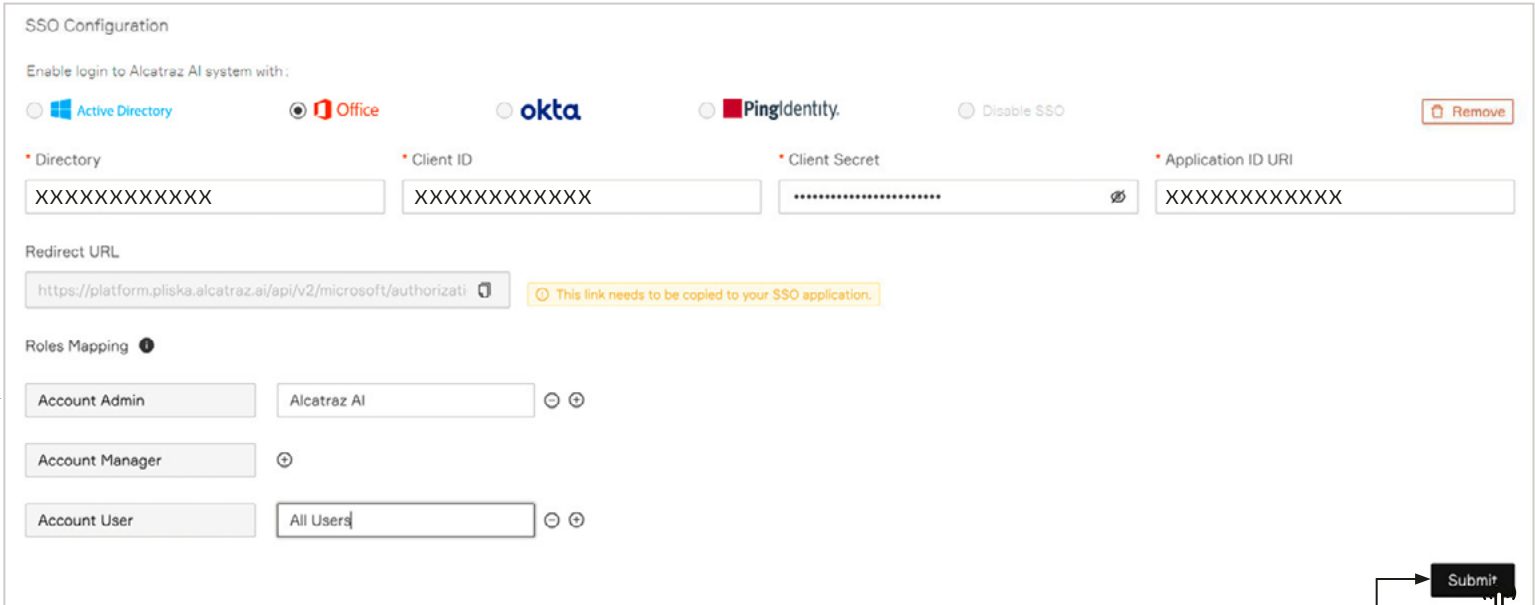 SSO Configuration
Enable login to Alcatraz AI system with:
Active Directory Office okta PingIdentity. Disable SSO Remove
* Directory * Client ID * Client Secret * Application ID URI
XXXXXXXXXXXX XXXXXXXXXXXX •••••••••••••••••••••••• XXXXXXXXXXXX
Redirect URL
https://platform.pliska.alcatraz.ai/api/v2/microsoft/authorizati This link needs to be copied to your SSO application.
Roles Mapping
Account Admin Alcatraz AI
Account Manager
Account User All Users
Submit